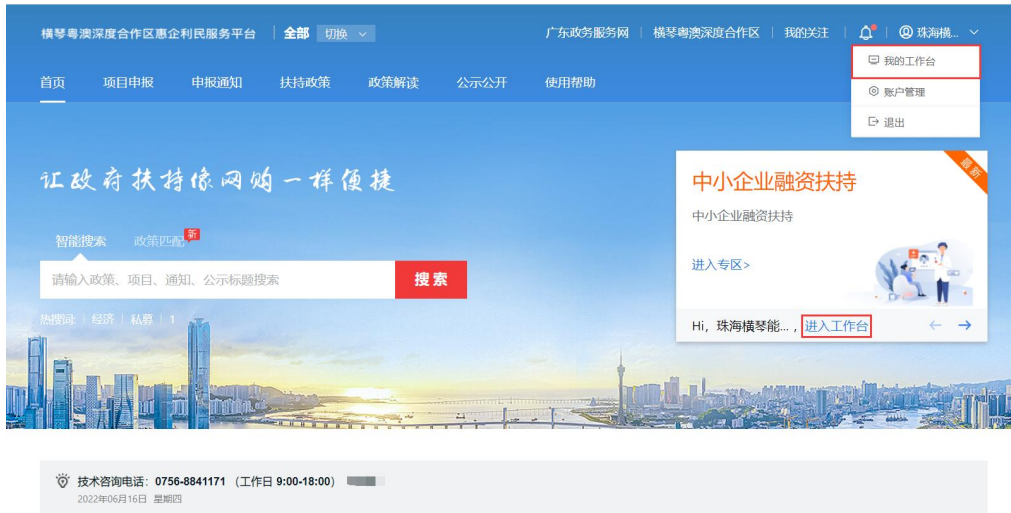 横琴粤澳深度合作区惠企利民服务平台 全部 切换 广东政务服务网 横琴粤澳深度合作区 我的关注 珠海横...
我的工作台
首页 项目申报 申报通知 扶持政策 政策解读 公示公开 使用帮助
账户管理
退出
最新
让政府扶持像网购一样便捷
中小企业融资扶持
中小企业融资扶持
智能搜索 政策匹配 新
进入专区>
请输入政策、项目、通知、公示标题搜索 搜索
热搜词: 经济 私募 1
Hi，珠海横琴能...，进入工作台
技术咨询电话：0756-8841171 （工作日 9:00-18:00）
2022年06月16日 星期四